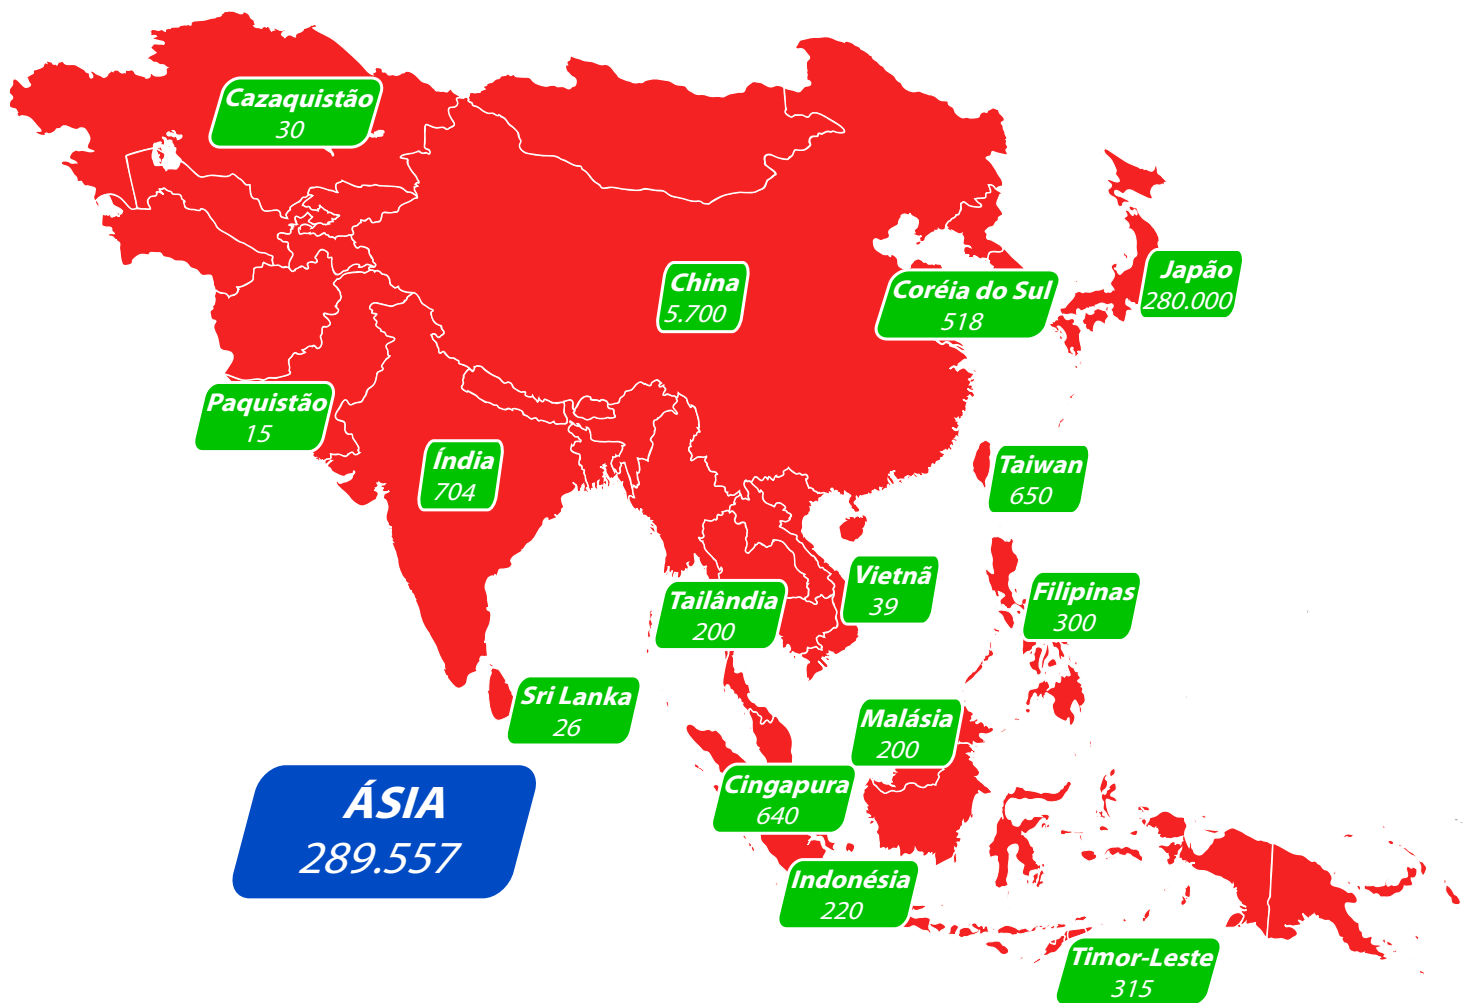 Cazaquistão
30
China
5.700
Coréia do Sul
518
Japão
280.000
Paquistão
15
Índia
704
Taiwan
650
Vietnã
39
Tailândia
200
Filipinas
300
Sri Lanka
26
Malásia
200
Cingapura
640
ÁSIA
289.557
Indonésia
220
Timor-Leste
315